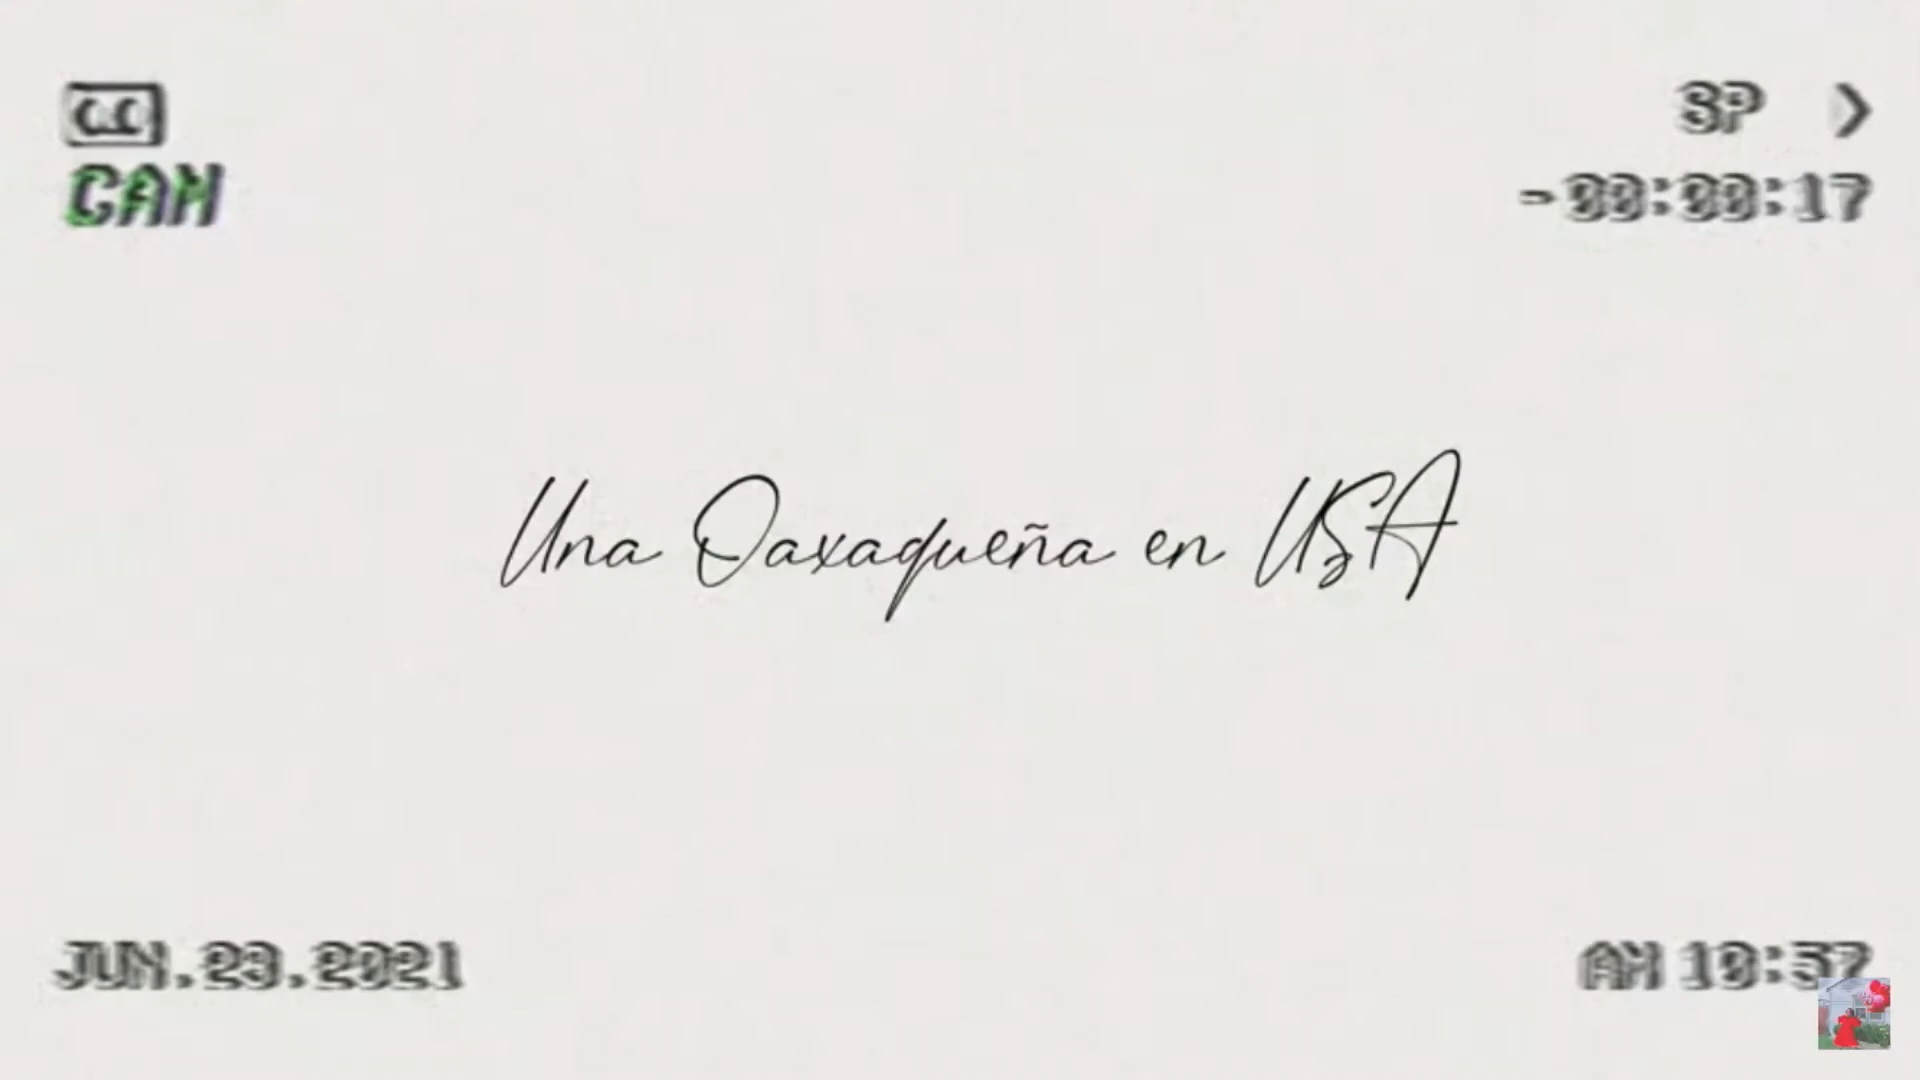 CAM
SP
-00:00:17
Una Oaxaqueña en USA
JUN.23.2021
AM 10:57